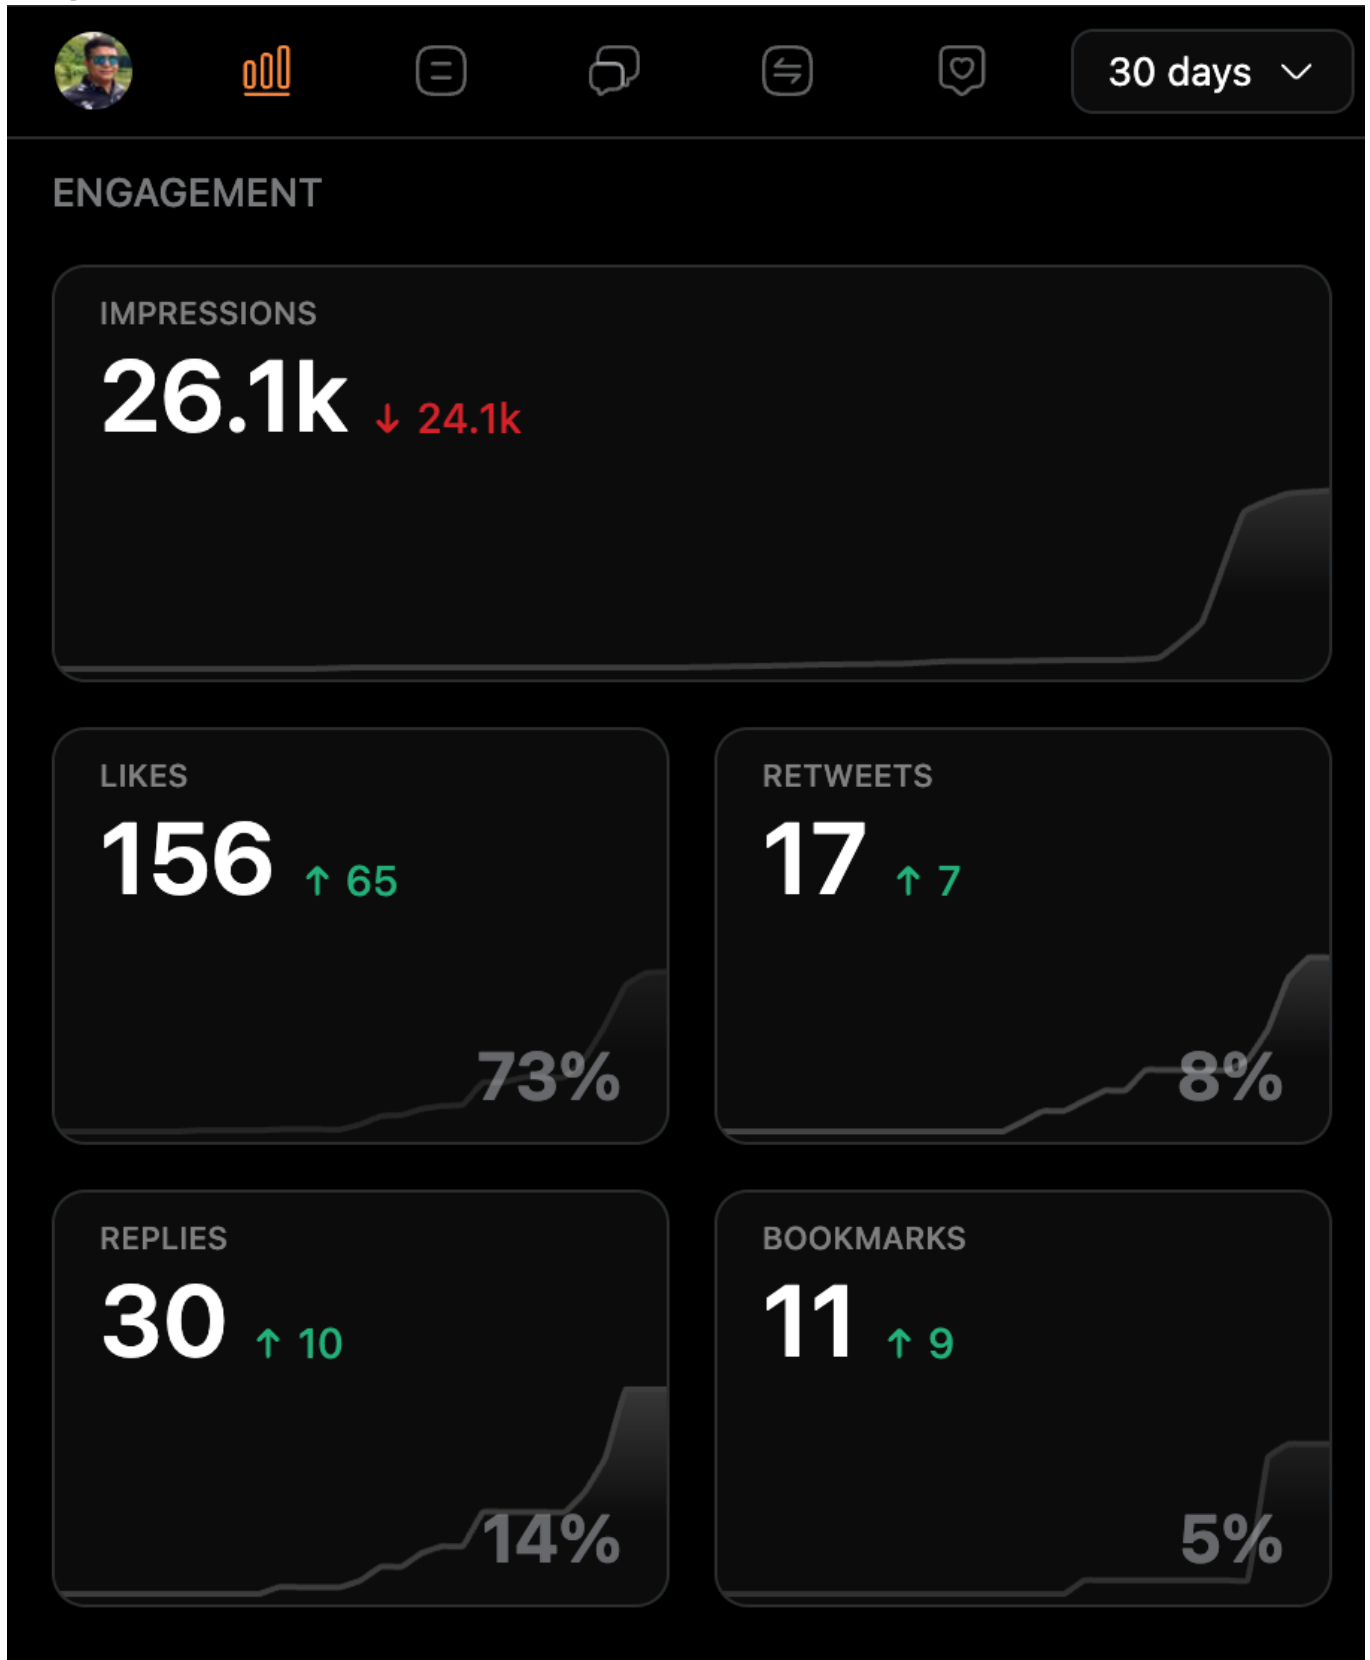 30 days
ENGAGEMENT
IMPRESSIONS
26.1k ↓ 24.1k
LIKES
156 ↑ 65
73%
RETWEETS
17 ↑ 7
8%
REPLIES
30 ↑ 10
14%
BOOKMARKS
11 ↑ 9
5%